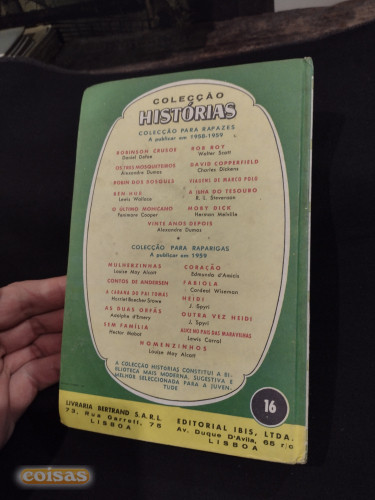 COLECÇÃO
HISTÓRIAS
COLECÇÃO PARA RAPAZES
A publicar em 1958-1959
ROBINSON CRUSOE
Daniel Defoe
OS TRÊS MOSQUETEIROS
Alexandre Dumas
ROBIN DOS BOSQUES
BEN HUR
Lewis Wallace
O ÚLTIMO MOICANO
Fenimore Cooper
ROB ROY
Walter Scott
DAVID COPPERFIELD
Charles Dickens
VIAGENS DE MARCO POLO
A ILHA DO TESOURO
R. L. Stevenson
MOBY DICK
Herman Melville
VINTE ANOS DEPOIS
Alexandre Dumas
COLECÇÃO PARA RAPARIGAS
A publicar em 1959
MULHERZINHAS
Louise May Alcott
CONTOS DE ANDERSEN
A CABANA DO PAI TOMÁS
Harriet Beecher-Stowe
AS DUAS ÓRFÃS
Adolphe d'Ennery
SEM FAMÍLIA
Hector Malot
CORAÇÃO
Edmundo d'Amicis
FABÍOLA
Cardeal Wiseman
HEIDI
J. Spyri
OUTRA VEZ HEIDI
J. Spyri
ALICE NO PAÍS DAS MARAVILHAS
Lewis Carrol
HOMENZINHOS
Louise May Alcott
A COLECÇÃO HISTÓRIAS CONSTITUI A BI-
BLIOTECA MAIS MODERNA, SUGESTIVA E
MELHOR SELECCIONADA PARA A JUVEN-
TUDE
16
LIVRARIA BERTRAND S.A.R.L.
73, Rua Garrett, 75
LISBOA
EDITORIAL IBIS, LTDA.
Av. Duque D'Avila, 68 r/c
LISBOA
coisas